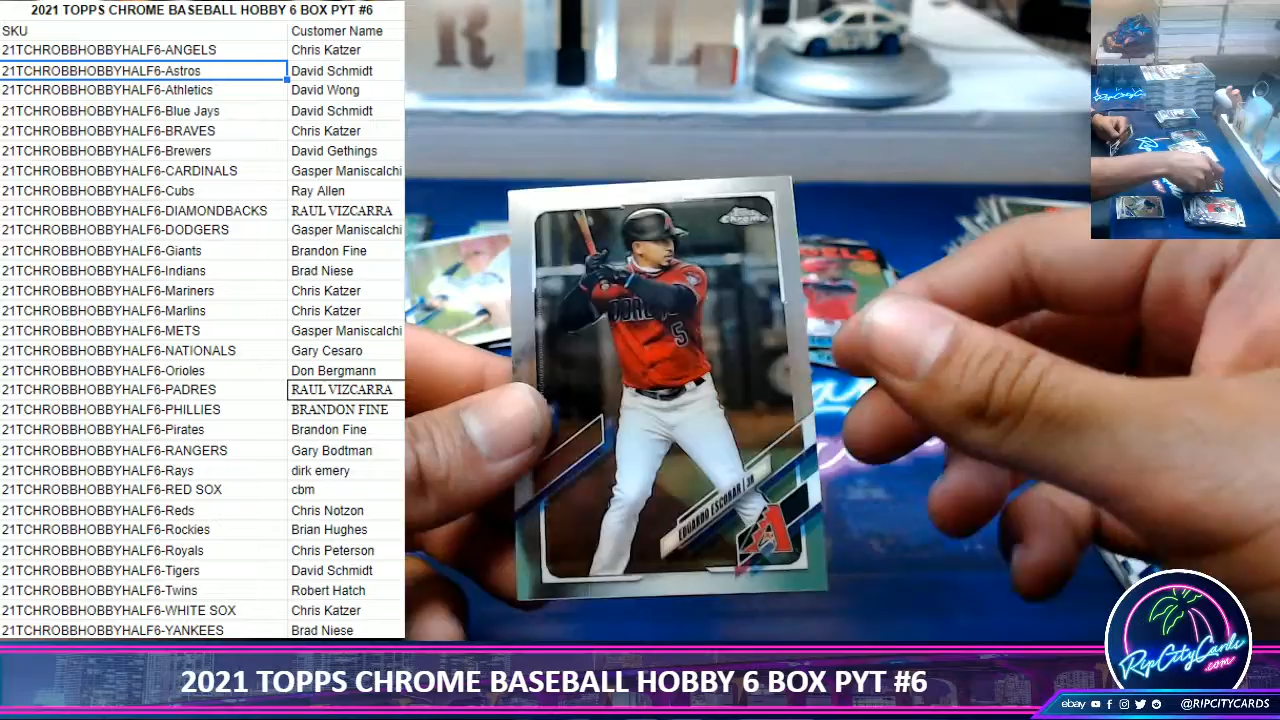 2021 TOPPS CHROME BASEBALL HOBBY 6 BOX PYT #6
SKU Customer Name
21TCHROBBHOBBYHALF6-ANGELS Chris Katzer
21TCHROBBHOBBYHALF6-Astros David Schmidt
21TCHROBBHOBBYHALF6-Athletics David Wong
21TCHROBBHOBBYHALF6-Blue Jays David Schmidt
21TCHROBBHOBBYHALF6-BRAVES Chris Katzer
21TCHROBBHOBBYHALF6-Brewers David Gethings
21TCHROBBHOBBYHALF6-CARDINALS Gasper Maniscalchi
21TCHROBBHOBBYHALF6-Cubs Ray Allen
21TCHROBBHOBBYHALF6-DIAMONDBACKS RAUL VIZCARRA
21TCHROBBHOBBYHALF6-DODGERS Gasper Maniscalchi
21TCHROBBHOBBYHALF6-Giants Brandon Fine
21TCHROBBHOBBYHALF6-Indians Brad Niese
21TCHROBBHOBBYHALF6-Mariners Chris Katzer
21TCHROBBHOBBYHALF6-Marlins Chris Katzer
21TCHROBBHOBBYHALF6-METS Gasper Maniscalchi
21TCHROBBHOBBYHALF6-NATIONALS Gary Cesaro
21TCHROBBHOBBYHALF6-Orioles Don Bergmann
21TCHROBBHOBBYHALF6-PADRES RAUL VIZCARRA
21TCHROBBHOBBYHALF6-PHILLIES BRANDON FINE
21TCHROBBHOBBYHALF6-Pirates Brandon Fine
21TCHROBBHOBBYHALF6-RANGERS Gary Bodtman
21TCHROBBHOBBYHALF6-Rays dirk emery
21TCHROBBHOBBYHALF6-RED SOX cbm
21TCHROBBHOBBYHALF6-Reds Chris Notzon
21TCHROBBHOBBYHALF6-Rockies Brian Hughes
21TCHROBBHOBBYHALF6-Royals Chris Peterson
21TCHROBBHOBBYHALF6-Tigers David Schmidt
21TCHROBBHOBBYHALF6-Twins Robert Hatch
21TCHROBBHOBBYHALF6-WHITE SOX Chris Katzer
21TCHROBBHOBBYHALF6-YANKEES Brad Niese
Topps Chrome
5
EDUARDO ESCOBAR | 3B
A
R
RipCityCards
.com
2021 TOPPS CHROME BASEBALL HOBBY 6 BOX PYT #6
ebay @RIPCITYCARDS